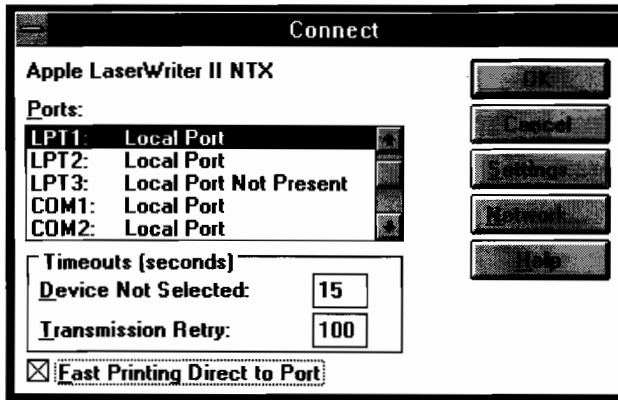 Connect
Apple LaserWriter II NTX
Ports:
LPT1: Local Port
LPT2: Local Port
LPT3: Local Port Not Present
COM1: Local Port
COM2: Local Port
Timeouts (seconds)
Device Not Selected: 15
Transmission Retry: 100
Fast Printing Direct to Port
OK
Cancel
Settings...
Network...
Help